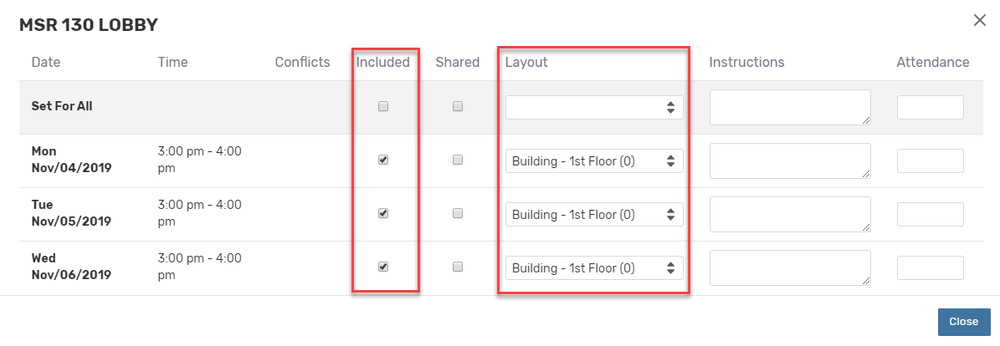 MSR 130 LOBBY
Date Time Conflicts Included Shared Layout Instructions Attendance
Set For All
Mon 3:00 pm - 4:00
Nov/04/2019 pm Building - 1st Floor (0)
Tue 3:00 pm - 4:00
Nov/05/2019 pm Building - 1st Floor (0)
Wed 3:00 pm - 4:00
Nov/06/2019 pm Building - 1st Floor (0)
Close